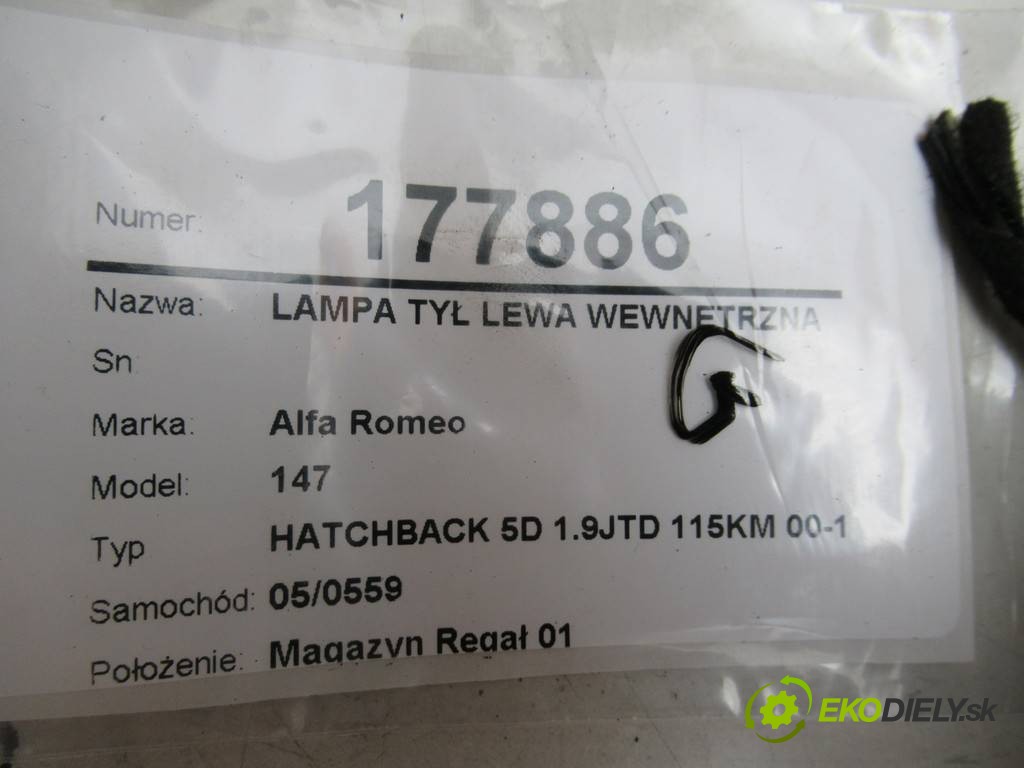 Numer: 177886
Nazwa: LAMPA TYŁ LEWA WEWNĘTRZNA
Sn
Marka: Alfa Romeo
Model: 147
Typ HATCHBACK 5D 1.9JTD 115KM 00-1
Samochód: 05/0559
Położenie: Magazyn Regał 01
EKODIELY.sk